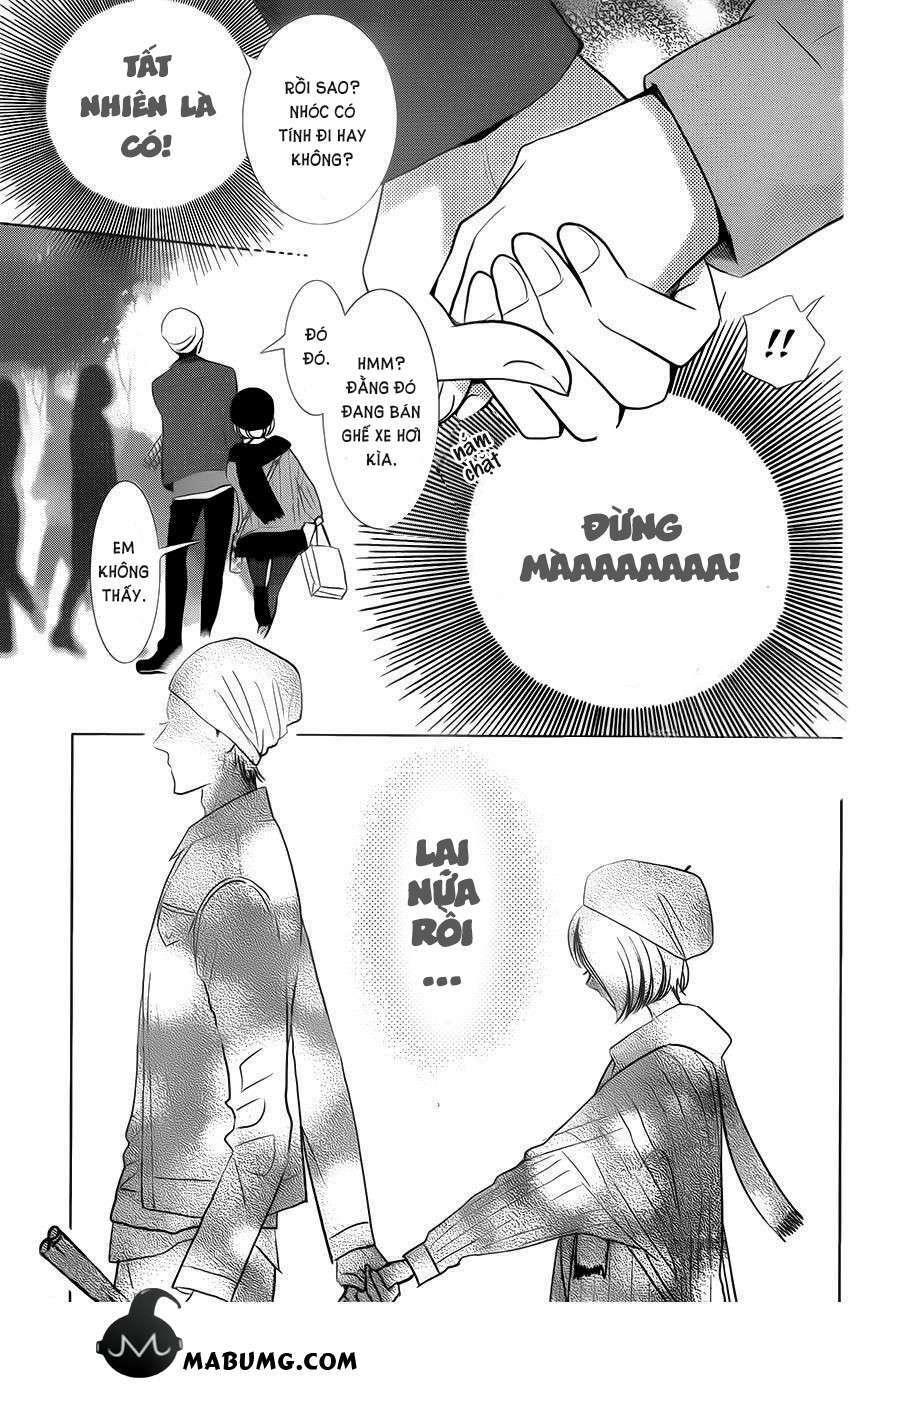 TẤT
NHIÊN LÀ
CÓ!
RỒI SAO?
NHÓC CÓ
TÍNH ĐI HAY
KHÔNG?
!!
ĐÓ
ĐÓ.
HMM?
ĐẰNG ĐÓ
ĐANG BÁN
GHẾ XE HƠI
KÌA.
nắm
chặt
ĐỪNG
MÀAAAAAAAA!
EM
KHÔNG
THẤY.
LẠI
NỮA
RỒI
...
MABUMG.COM